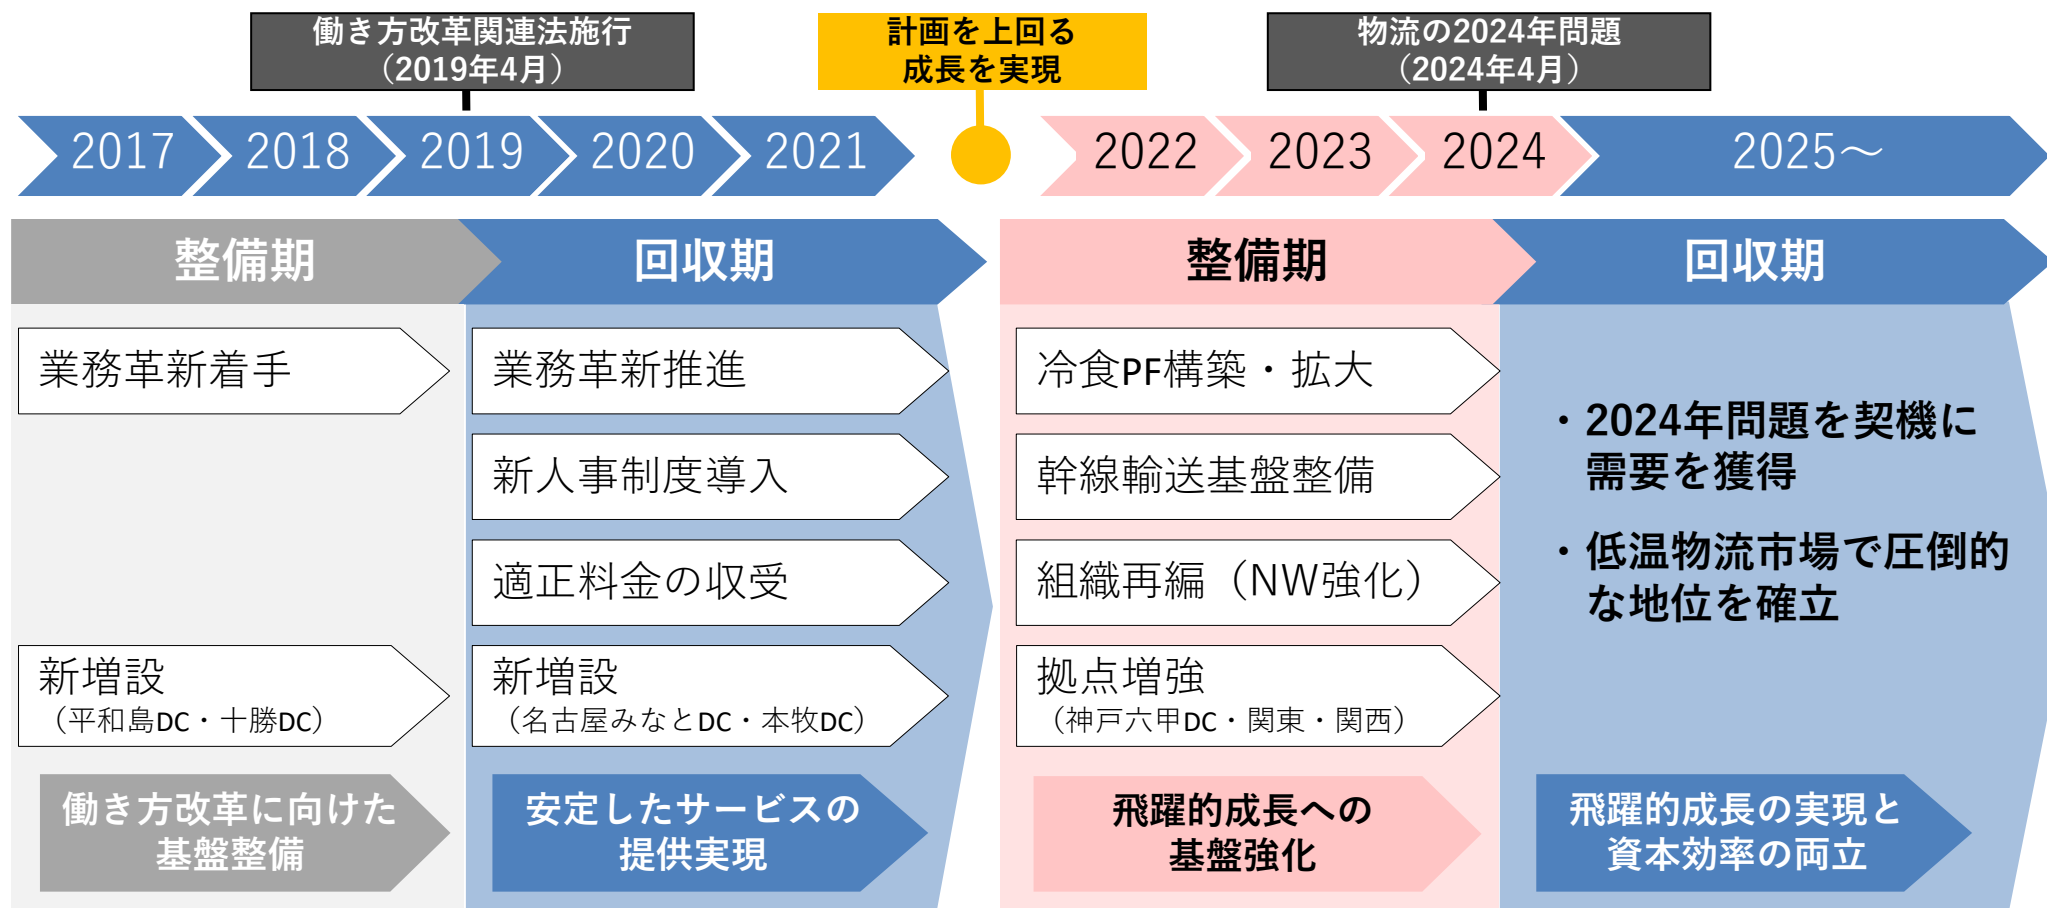 働き方改革関連法施行
（2019年4月）
計画を上回る
成長を実現
物流の2024年問題
（2024年4月）
2017
2018
2019
2020
2021
2022
2023
2024
2025～
整備期
回収期
整備期
回収期
業務革新着手
新増設
（平和島DC・十勝DC）
働き方改革に向けた
基盤整備
業務革新推進
新人事制度導入
適正料金の収受
新増設
（名古屋みなとDC・本牧DC）
安定したサービスの
提供実現
冷食PF構築・拡大
幹線輸送基盤整備
組織再編（NW強化）
拠点増強
（神戸六甲DC・関東・関西）
飛躍的成長への
基盤強化
・2024年問題を契機に
需要を獲得
・低温物流市場で圧倒的
な地位を確立
飛躍的成長の実現と
資本効率の両立